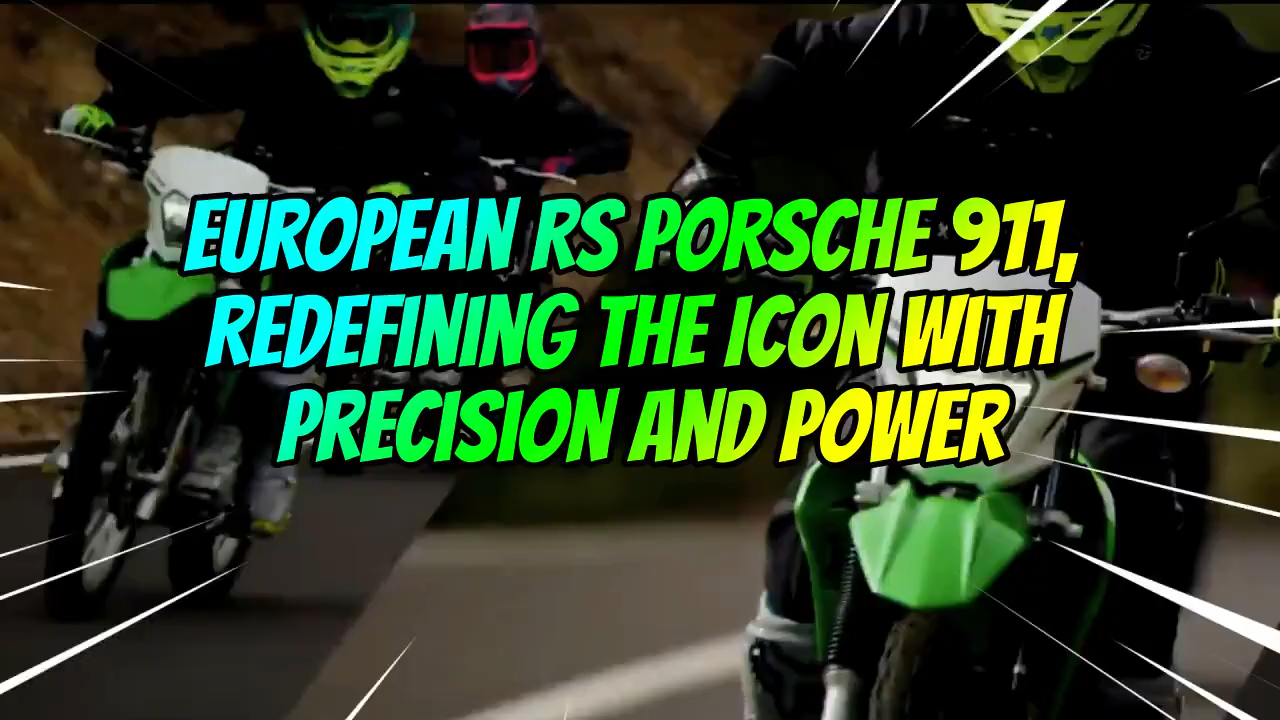 EUROPEAN RS PORSCHE 911,
REDEFINING THE ICON WITH
PRECISION AND POWER